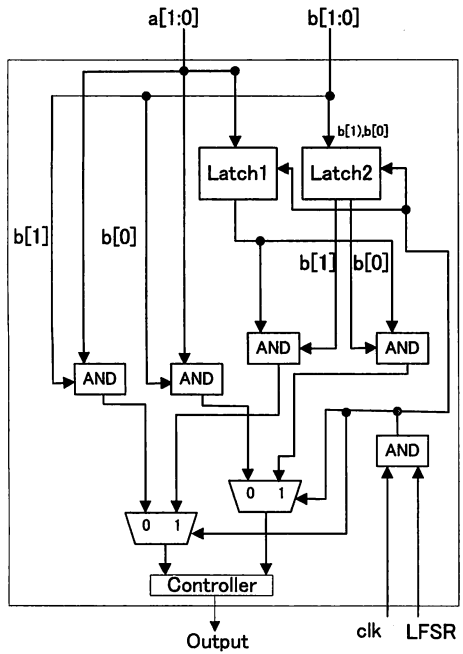 a[1:0] b[1:0]
b[1],b[0]
Latch1 Latch2
b[1] b[0] b[1] b[0]
AND AND
AND AND
AND
0 1
0 1
Controller
clk LFSR
Output